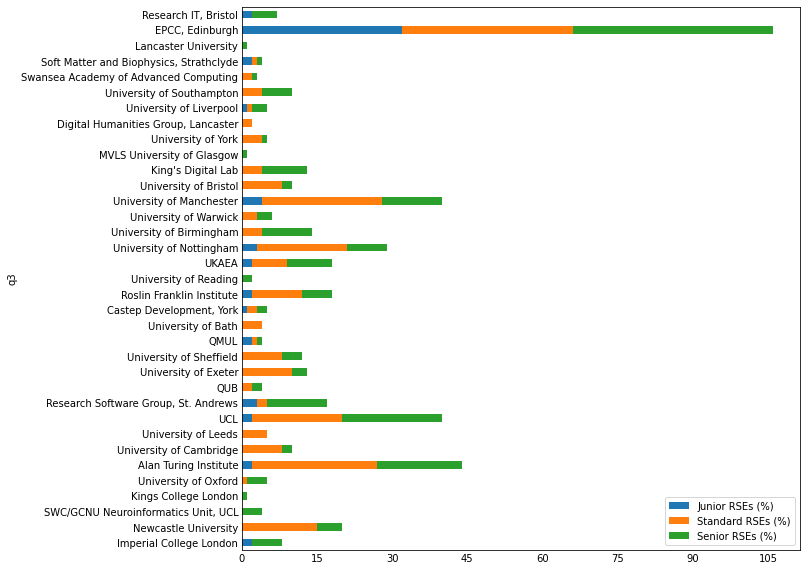 Research IT, Bristol
EPCC, Edinburgh
Lancaster University
Soft Matter and Biophysics, Strathclyde
Swansea Academy of Advanced Computing
University of Southampton
University of Liverpool
Digital Humanities Group, Lancaster
University of York
MVLS University of Glasgow
King's Digital Lab
University of Bristol
University of Manchester
University of Warwick
University of Birmingham
University of Nottingham
UKAEA
University of Reading
Roslin Franklin Institute
Castep Development, York
University of Bath
QMUL
University of Sheffield
University of Exeter
QUB
Research Software Group, St. Andrews
UCL
University of Leeds
University of Cambridge
Alan Turing Institute
University of Oxford
Kings College London
SWC/GCNU Neuroinformatics Unit, UCL
Newcastle University
Imperial College London
q3
0 15 30 45 60 75 90 105
Junior RSEs (%)
Standard RSEs (%)
Senior RSEs (%)